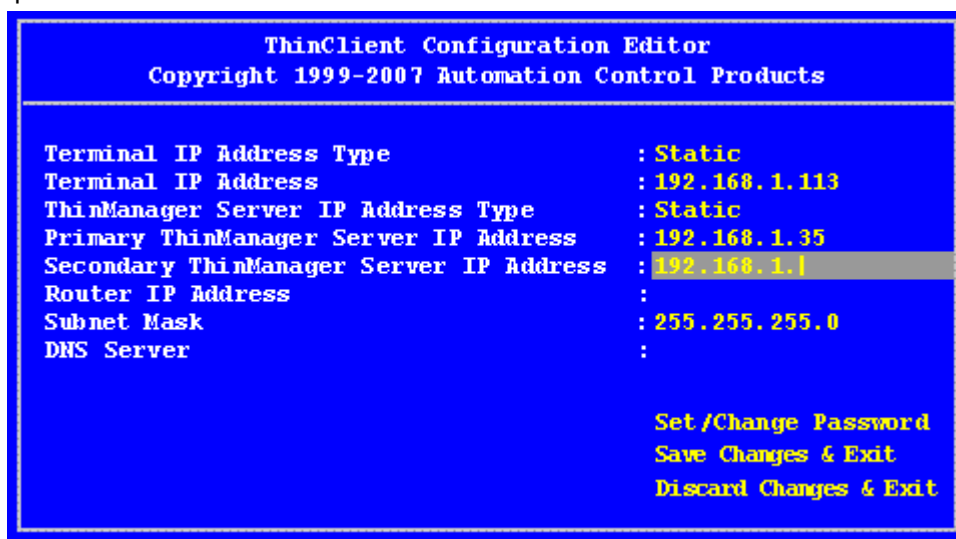 ThinClient Configuration Editor
Copyright 1999-2007 Automation Control Products
Terminal IP Address Type : Static
Terminal IP Address : 192.168.1.113
ThinManager Server IP Address Type : Static
Primary ThinManager Server IP Address : 192.168.1.35
Secondary ThinManager Server IP Address : 192.168.1.
Router IP Address :
Subnet Mask : 255.255.255.0
DNS Server :
Set/Change Password
Save Changes & Exit
Discard Changes & Exit